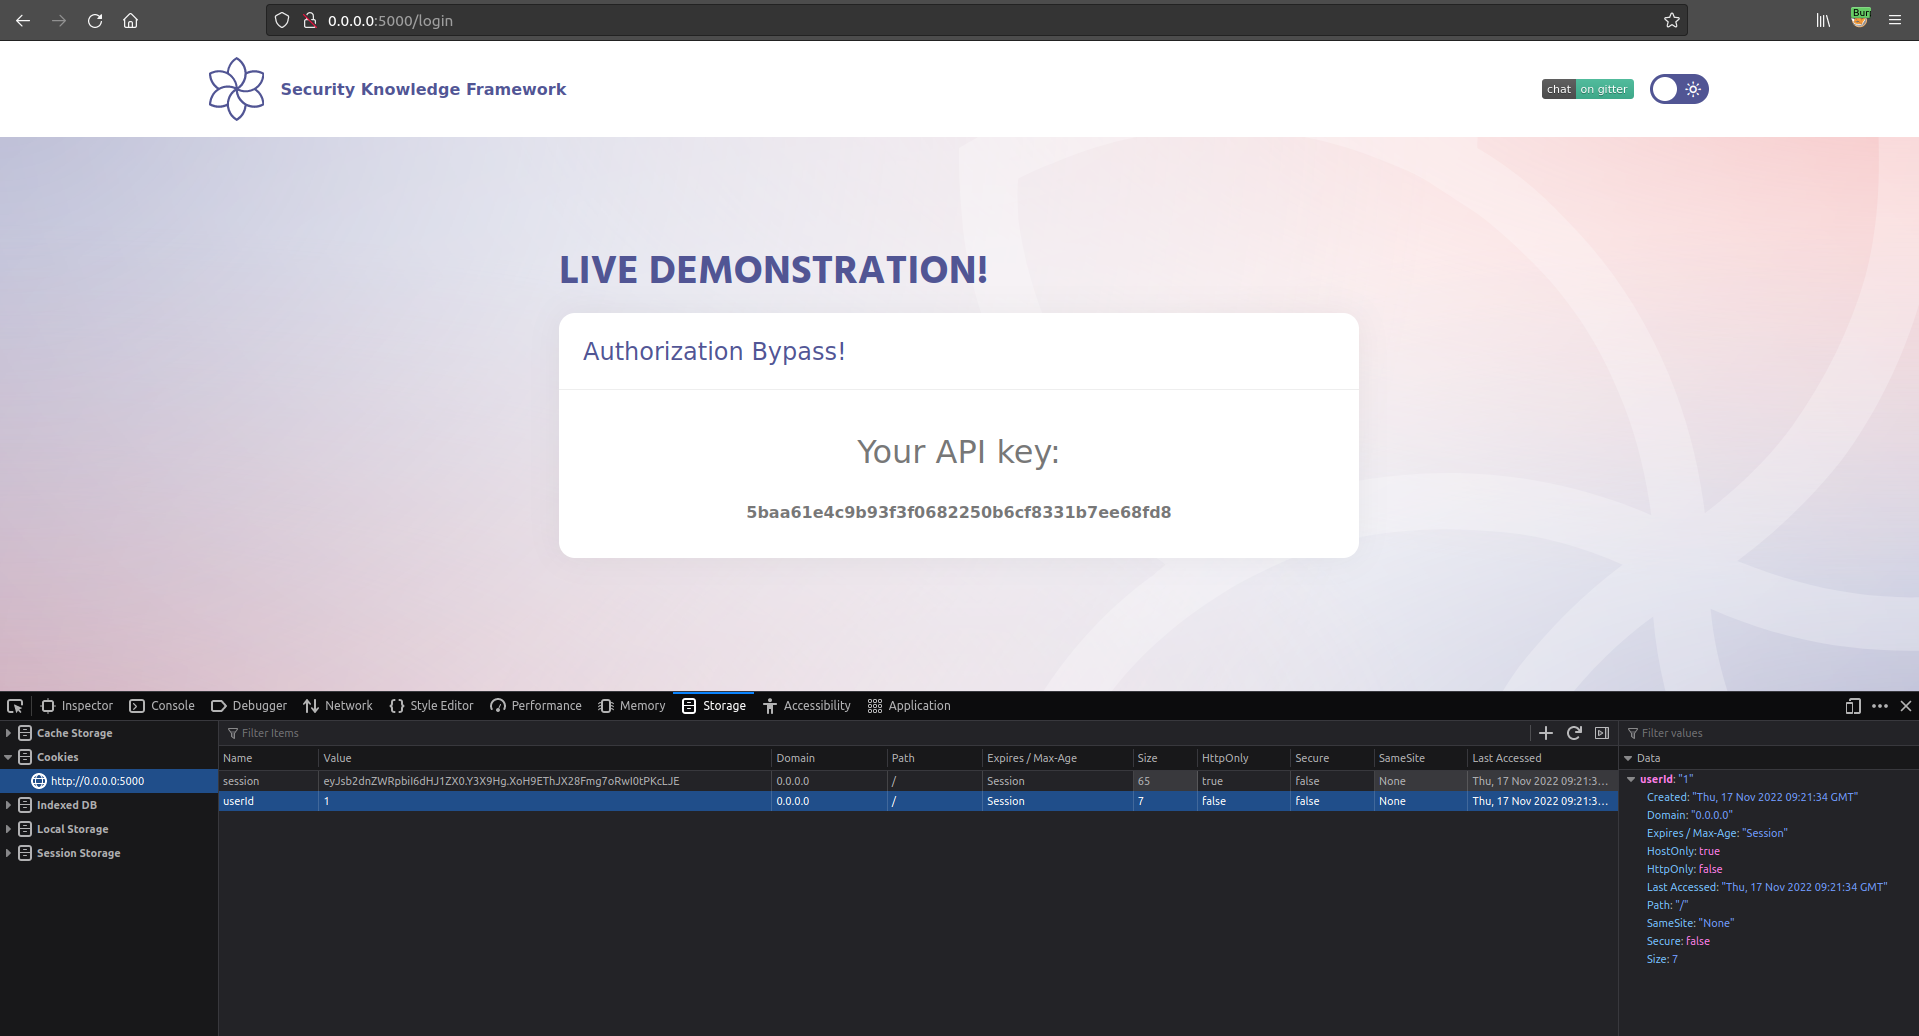 0.0.0.0:5000/login
Bur
Security Knowledge Framework
chat on gitter
LIVE DEMONSTRATION!
Authorization Bypass!
Your API key:
5baa61e4c9b93f3f0682250b6cf8331b7ee68fd8
Inspector Console Debugger Network Style Editor Performance Memory Storage Accessibility Application
Cache Storage
Cookies
http://0.0.0.0:5000
Indexed DB
Local Storage
Session Storage
Filter Items
Name Value Domain Path Expires / Max-Age Size HttpOnly Secure SameSite Last Accessed
session eyJsb2dnZWRpbiI6dHJ1ZX0.Y3X9Hg.XoH9EThJX28Fmg7oRwI0tPKcLJE 0.0.0.0 / Session 65 true false None Thu, 17 Nov 2022 09:21:3...
userId 1 0.0.0.0 / Session 7 false false None Thu, 17 Nov 2022 09:21:3...
Filter values
Data
userId: "1"
Created: "Thu, 17 Nov 2022 09:21:34 GMT"
Domain: "0.0.0.0"
Expires / Max-Age: "Session"
HostOnly: true
HttpOnly: false
Last Accessed: "Thu, 17 Nov 2022 09:21:34 GMT"
Path: "/"
SameSite: "None"
Secure: false
Size: 7